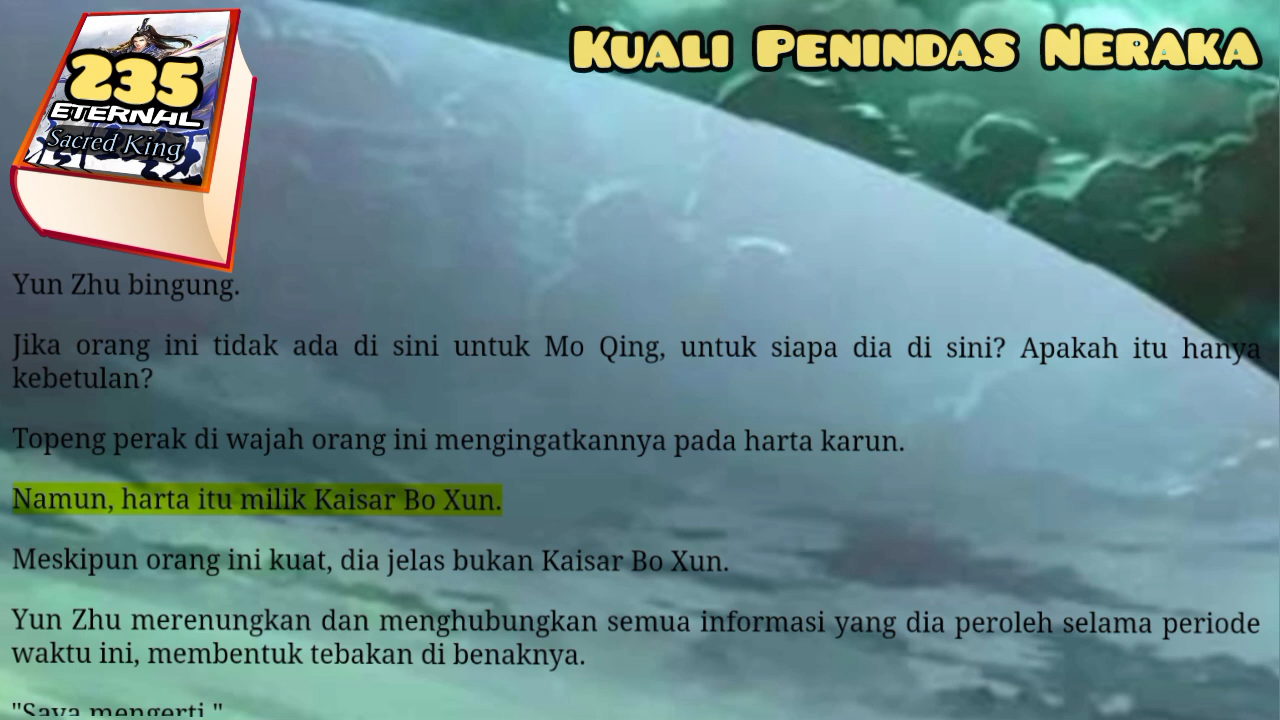 Kuali Penindas Neraka
235
ETERNAL
Sacred King
Yun Zhu bingung.
Jika orang ini tidak ada di sini untuk Mo Qing, untuk siapa dia di sini? Apakah itu hanya
kebetulan?
Topeng perak di wajah orang ini mengingatkannya pada harta karun.
Namun, harta itu milik Kaisar Bo Xun.
Meskipun orang ini kuat, dia jelas bukan Kaisar Bo Xun.
Yun Zhu merenungkan dan menghubungkan semua informasi yang dia peroleh selama periode
waktu ini, membentuk tebakan di benaknya.
"Saya mengerti."